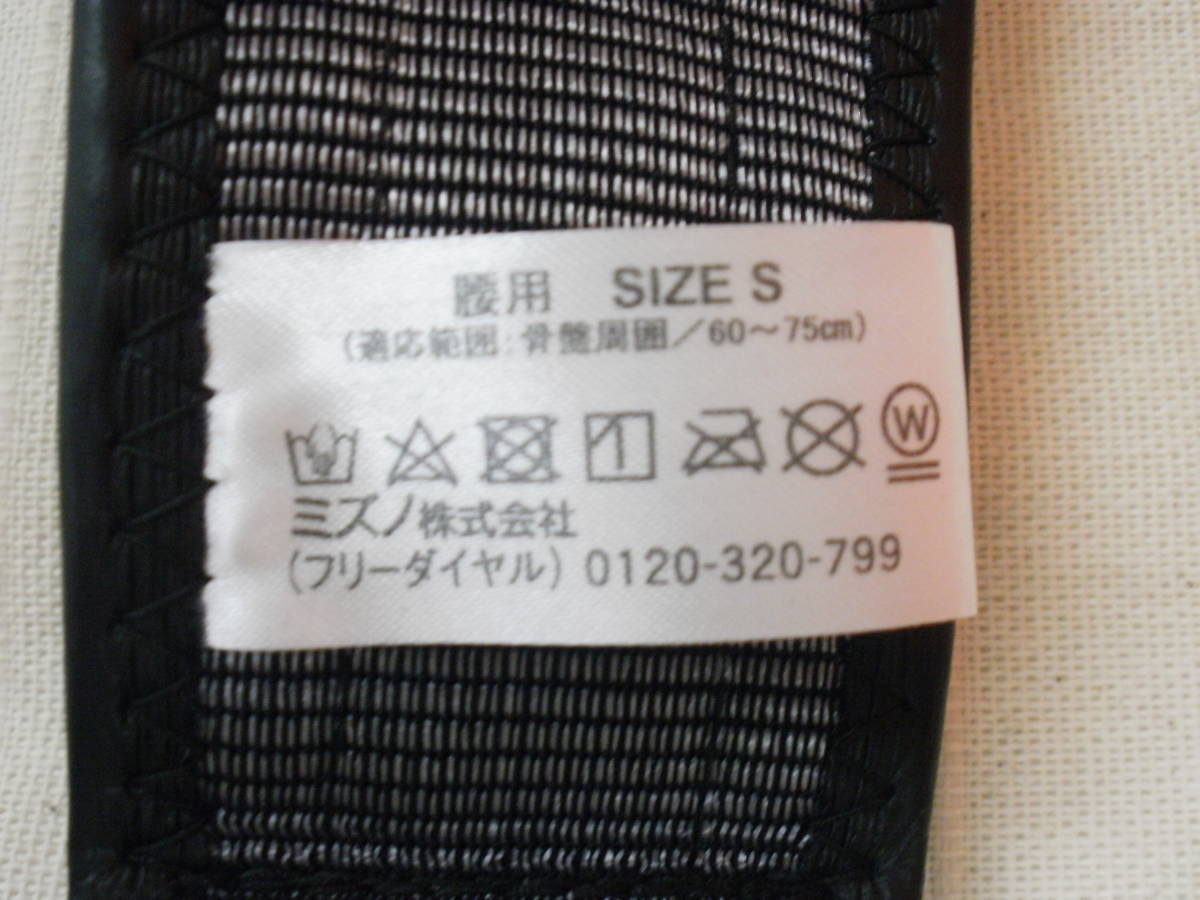 腰用 SIZE S
(適応範囲:骨盤周囲/60〜75cm)
W
ミズノ株式会社
(フリーダイヤル) 0120-320-799